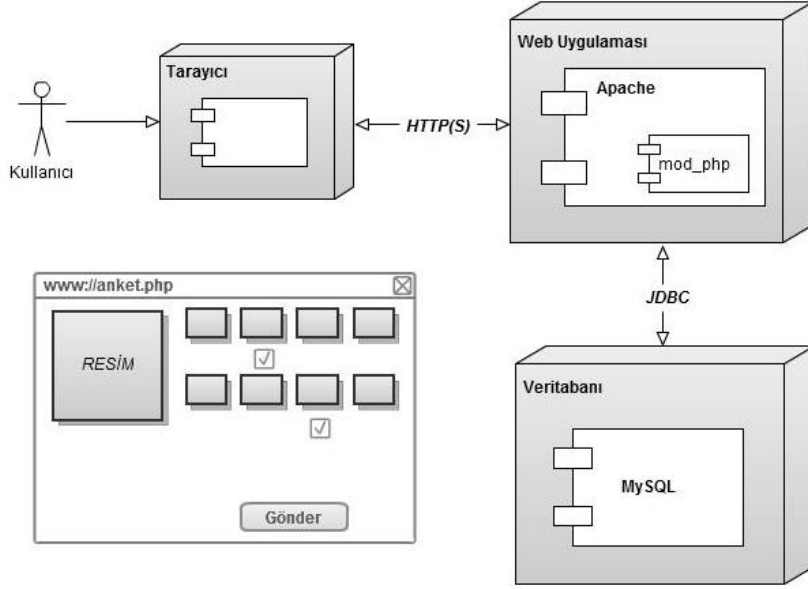 Kullanıcı
Tarayıcı
HTTP(S)
Web Uygulaması
Apache
mod_php
JDBC
Veritabanı
MySQL
www://anket.php
RESİM
Gönder